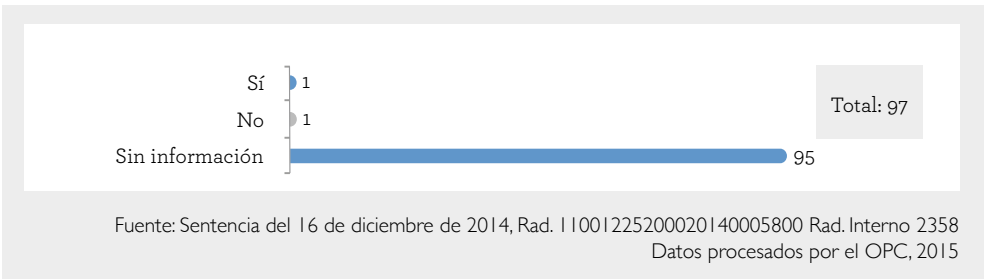 Sí 1
No 1
Total: 97
Sin información 95
Fuente: Sentencia del 16 de diciembre de 2014, Rad. 11001225200020140005800 Rad. Interno 2358
Datos procesados por el OPC, 2015